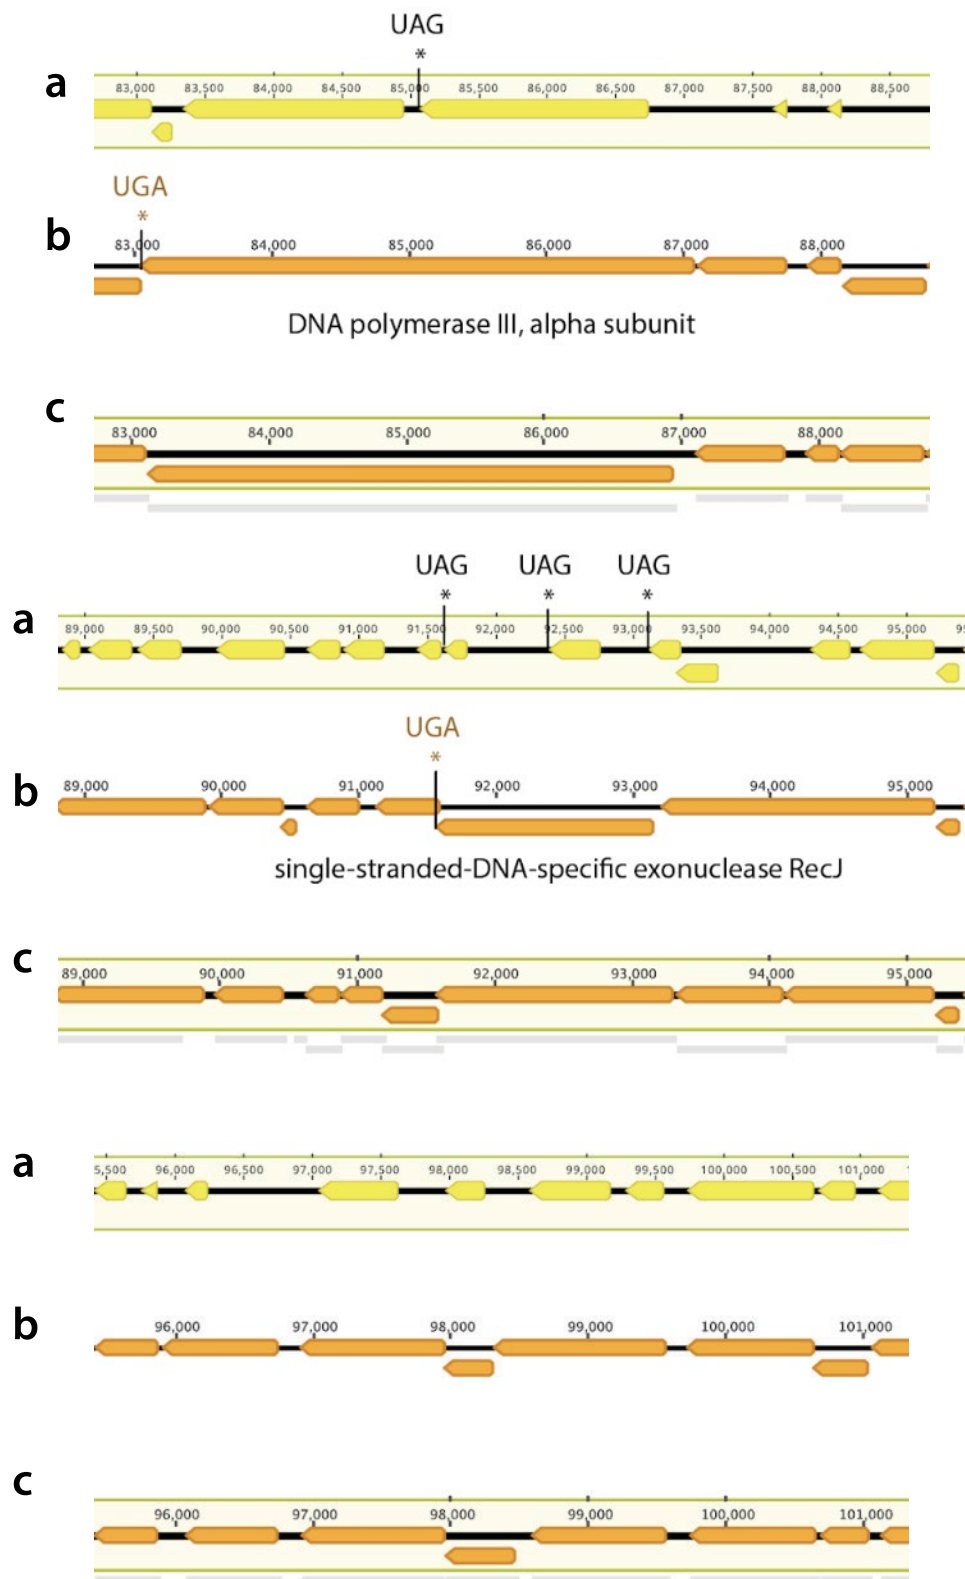 UAG
*
a
83,000 83,500 84,000 84,500 85,000 85,500 86,000 86,500 87,000 87,500 88,000 88,500
UGA
*
b
83,000 84,000 85,000 86,000 87,000 88,000
DNA polymerase III, alpha subunit
c
83,000 84,000 85,000 86,000 87,000 88,000
UAG UAG UAG
* * *
a
89,000 89,500 90,000 90,500 91,000 91,500 92,000 92,500 93,000 93,500 94,000 94,500 95,000 95
UGA
*
b
89,000 90,000 91,000 92,000 93,000 94,000 95,000
single-stranded-DNA-specific exonuclease RecJ
c
89,000 90,000 91,000 92,000 93,000 94,000 95,000
a
5,500 96,000 96,500 97,000 97,500 98,000 98,500 99,000 99,500 100,000 100,500 101,000
b
96,000 97,000 98,000 99,000 100,000 101,000
c
96,000 97,000 98,000 99,000 100,000 101,000